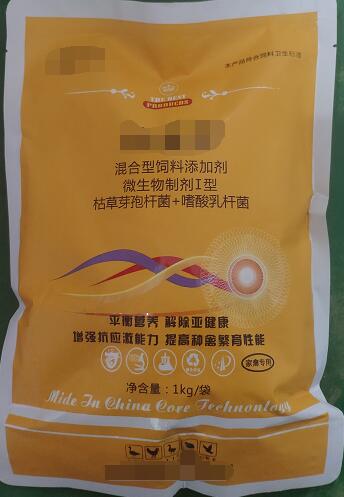 本产品符合饲料卫生标准
THE BEST
PRODUCER
混合型饲料添加剂
微生物制剂I型
枯草芽孢杆菌+嗜酸乳杆菌
平衡营养 解除亚健康
增强抗应激能力 提高种禽繁育性能
家禽专用
净含量：1kg/袋
Mide In China Core Technontlogy